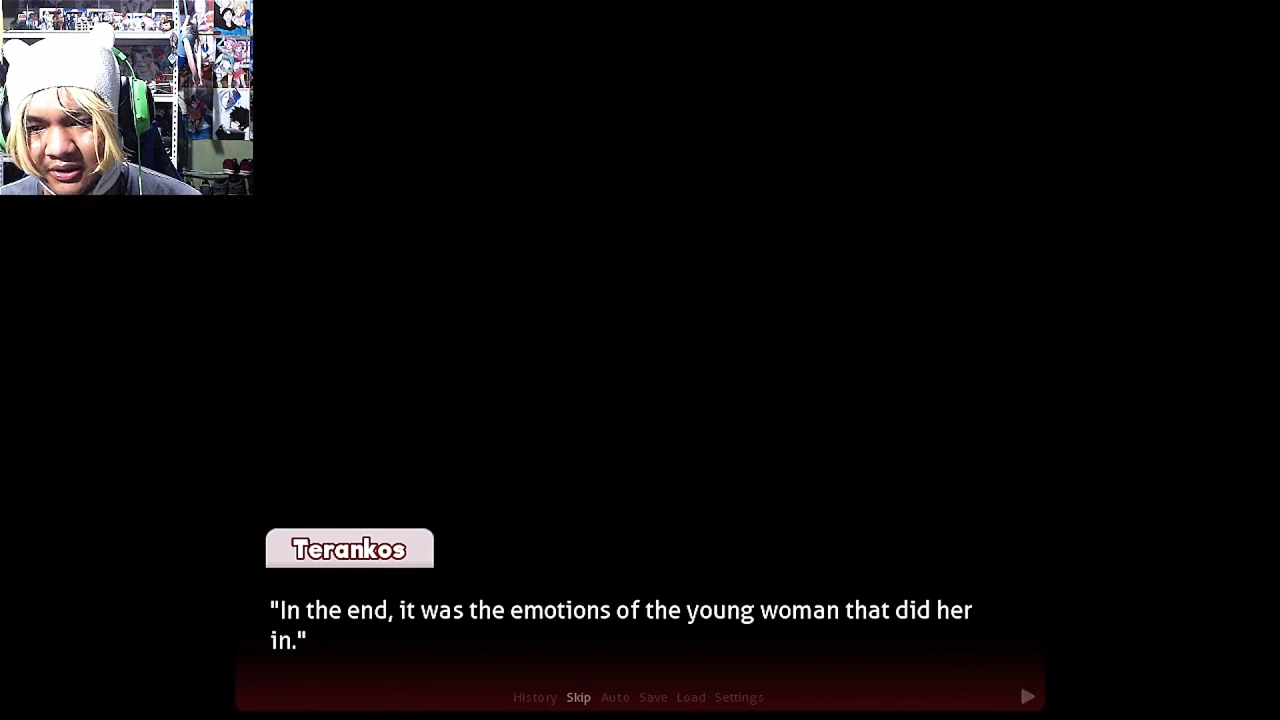 Terankos
"In the end, it was the emotions of the young woman that did her
in."
History Skip Auto Save Load Settings